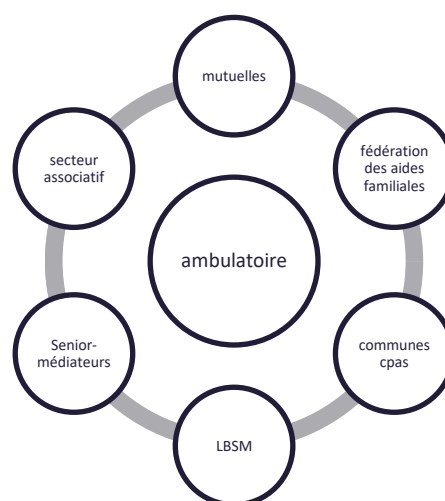 mutuelles
fédération
des aides
familiales
communes
cpas
LBSM
Senior-
médiateurs
secteur
associatif
ambulatoire